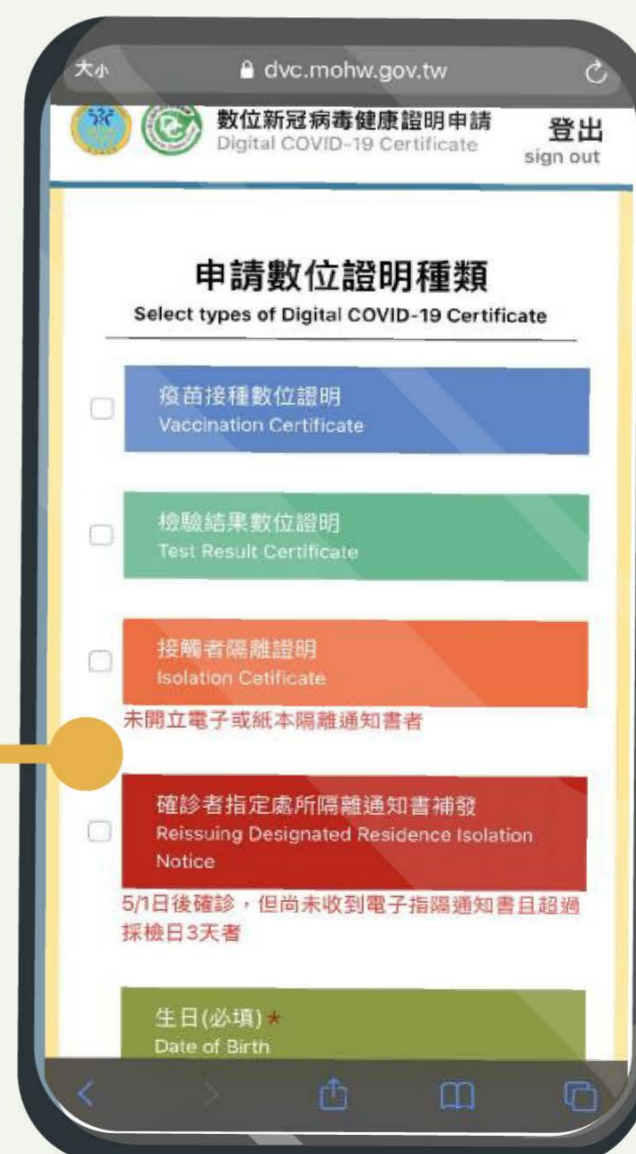 大小 dvc.mohw.gov.tw
數位新冠病毒健康證明申請
Digital COVID-19 Certificate
登出
sign out
申請數位證明種類
Select types of Digital COVID-19 Certificate
疫苗接種數位證明
Vaccination Certificate
檢驗結果數位證明
Test Result Certificate
接觸者隔離證明
Isolation Cetificate
未開立電子或紙本隔離通知書者
確診者指定處所隔離通知書補發
Reissuing Designated Residence Isolation
Notice
5/1日後確診，但尚未收到電子指隔通知書且超過
採檢日3天者
生日(必填)*
Date of Birth